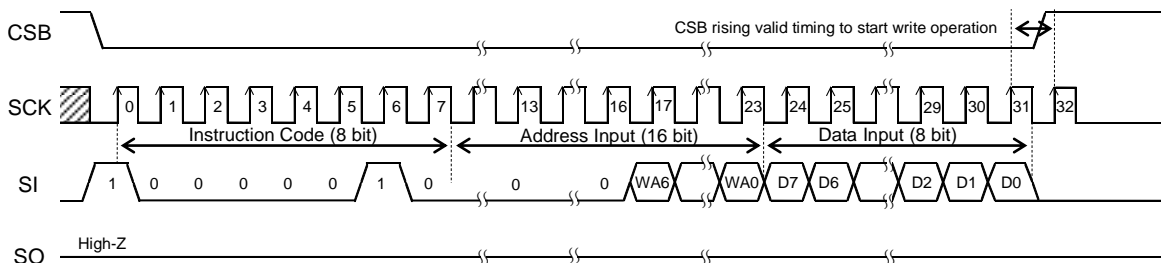 CSB
CSB rising valid timing to start write operation
SCK
0 1 2 3 4 5 6 7 13 16 17 23 24 25 29 30 31 32
Instruction Code (8 bit) Address Input (16 bit) Data Input (8 bit)
SI
1 0 0 0 0 0 1 0 0 0 WA6 WA0 D7 D6 D2 D1 D0
High-Z
SO